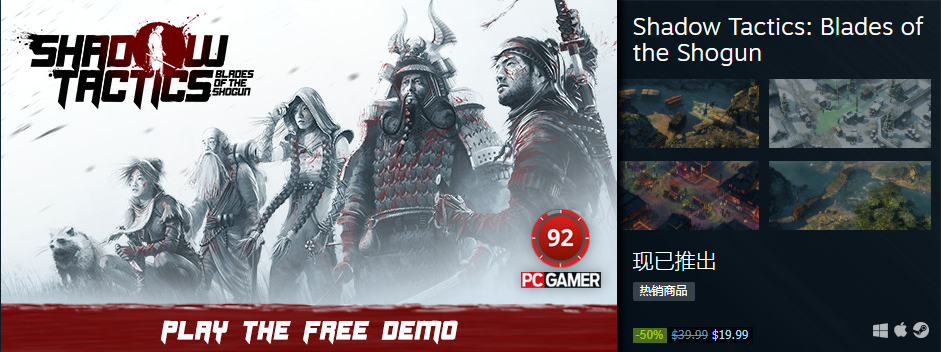 SHADOW
TACTICS
BLADES
OF THE
SHOGUN
92
PC GAMER
PLAY THE FREE DEMO
Shadow Tactics: Blades of
the Shogun
现已推出
热销商品
-50% $39.99 $19.99